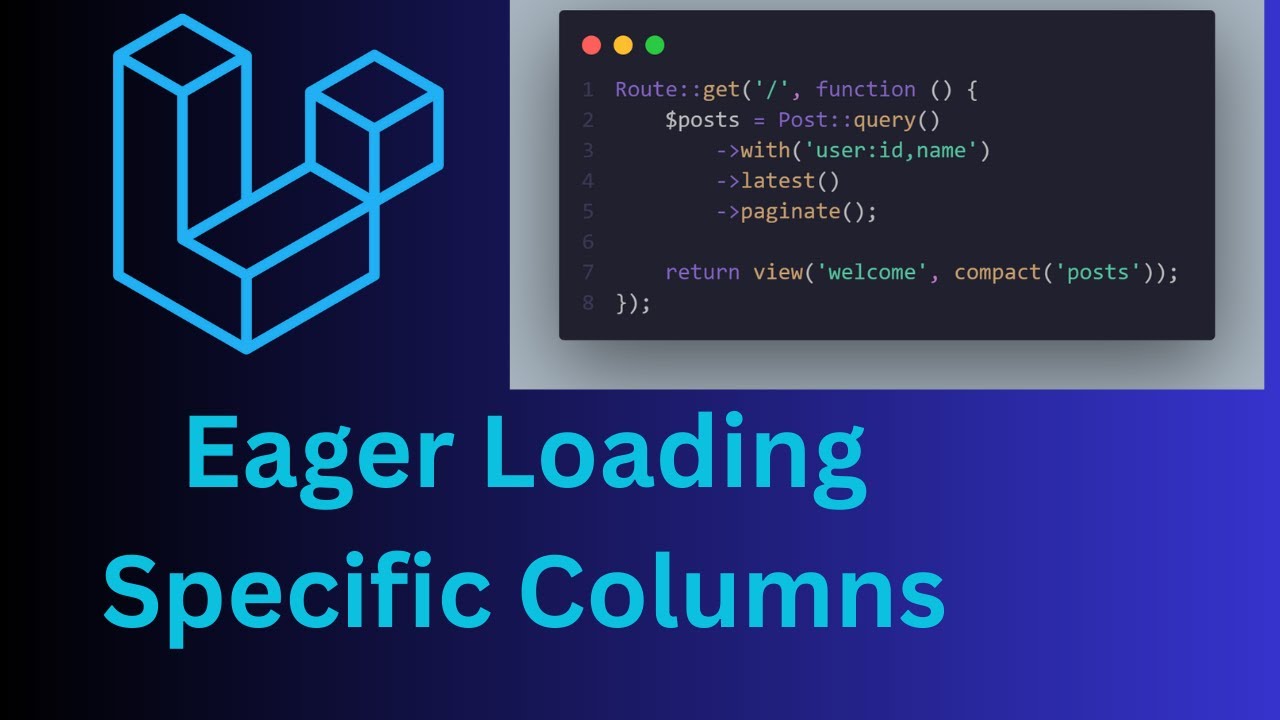 1 Route::get('/', function () {
2 $posts = Post::query()
3 ->with('user:id,name')
4 ->latest()
5 ->paginate();
6
7 return view('welcome', compact('posts'));
8 });
Eager Loading
Specific Columns